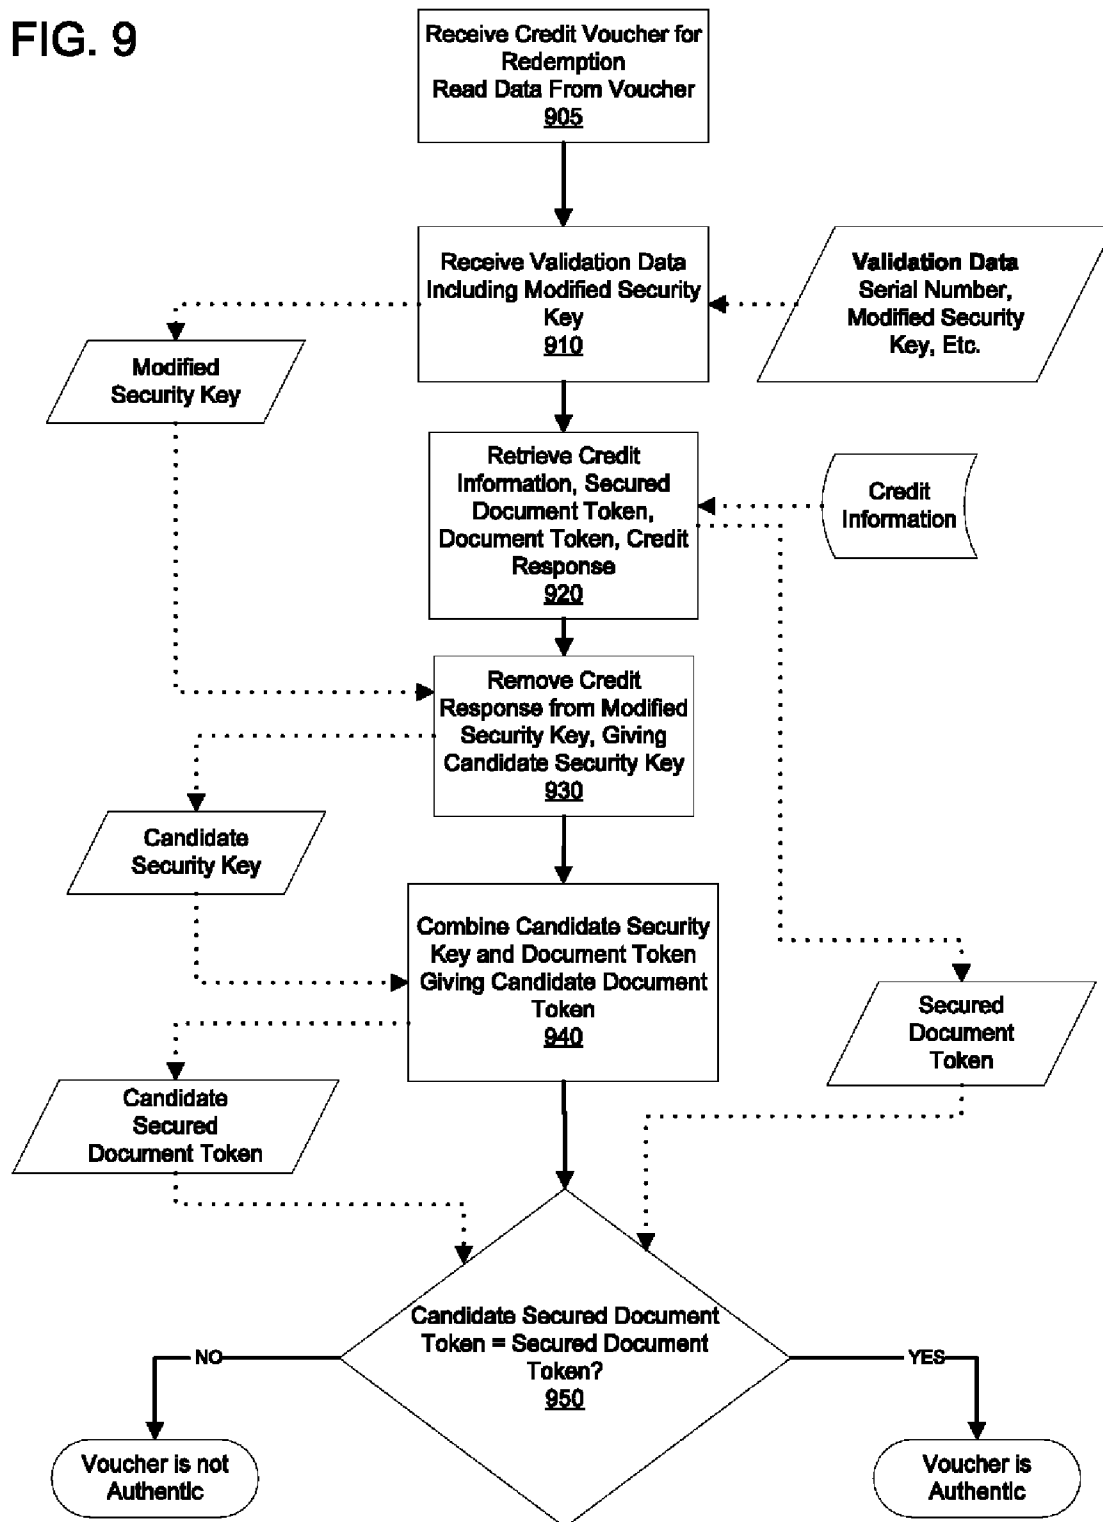 FIG. 9
Receive Credit Voucher for
Redemption
Read Data From Voucher
905
Receive Validation Data
Including Modified Security
Key
910
Validation Data
Serial Number,
Modified Security
Key, Etc.
Modified
Security Key
Retrieve Credit
Information, Secured
Document Token,
Document Token, Credit
Response
920
Credit
Information
Remove Credit
Response from Modified
Security Key, Giving
Candidate Security Key
930
Candidate
Security Key
Combine Candidate Security
Key and Document Token
Giving Candidate Document
Token
940
Secured
Document
Token
Candidate
Secured
Document Token
Candidate Secured Document
Token = Secured Document
Token?
950
NO
YES
Voucher is not
Authentic
Voucher is
Authentic